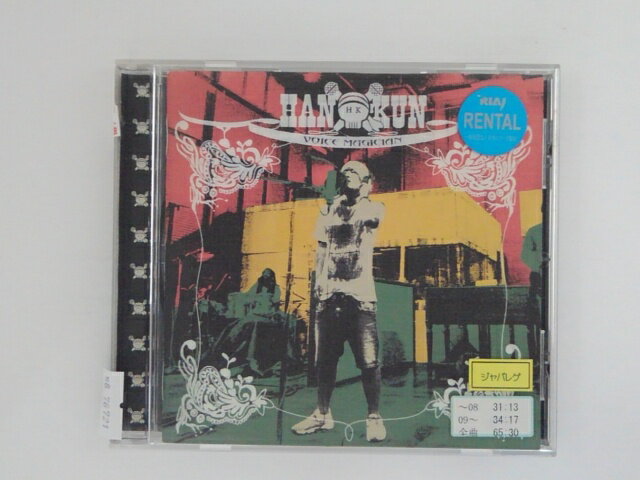 HAN KUN
HK
VOICE MAGICIAN
RENTAL
ジャパレゲ
～08 31:13
09～ 34:17
全曲 65:30